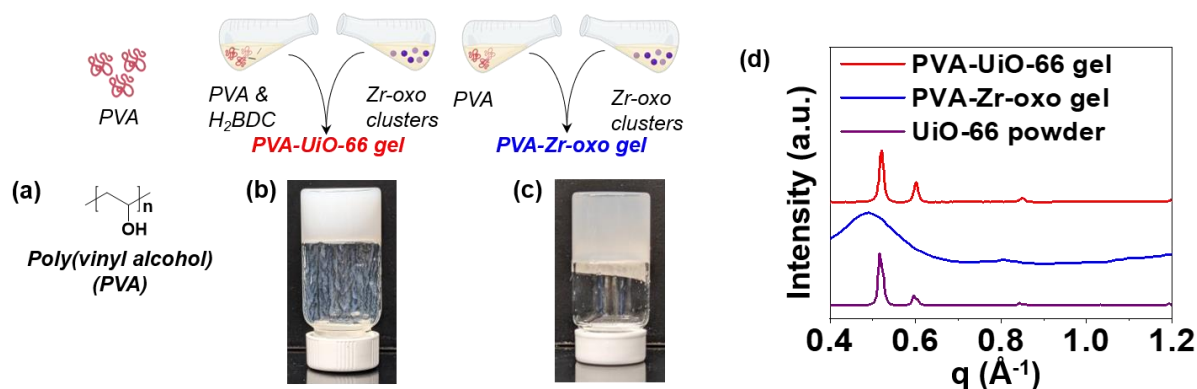 PVA
PVA &
H₂BDC
Zr-oxo
clusters
PVA-UiO-66 gel
PVA
Zr-oxo
clusters
PVA-Zr-oxo gel
(a)
n
OH
Poly(vinyl alcohol)
(PVA)
(b)
(c)
(d)
PVA-UiO-66 gel
PVA-Zr-oxo gel
UiO-66 powder
Intensity (a.u.)
0.4 0.6 0.8 1.0 1.2
q (Å⁻¹)